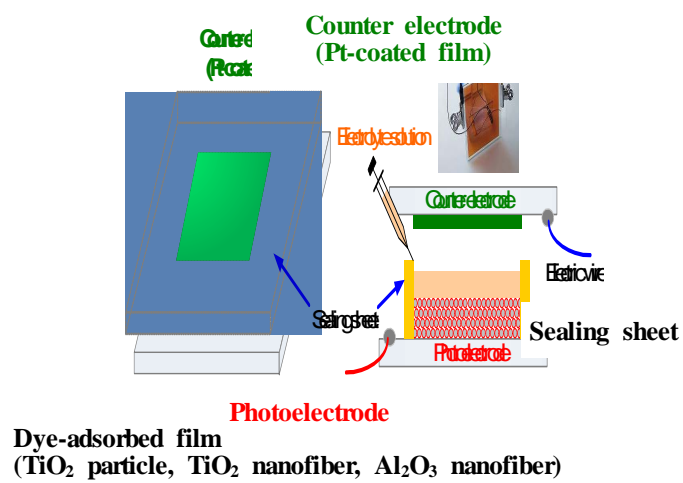 Counter electrode
(Pt-coated film)
Electrolyte solution
Counter electrode
Electric wire
Sealing sheet
Sealing sheet
Photoelectrode
Photoelectrode
Dye-adsorbed film
(TiO₂ particle, TiO₂ nanofiber, Al₂O₃ nanofiber)